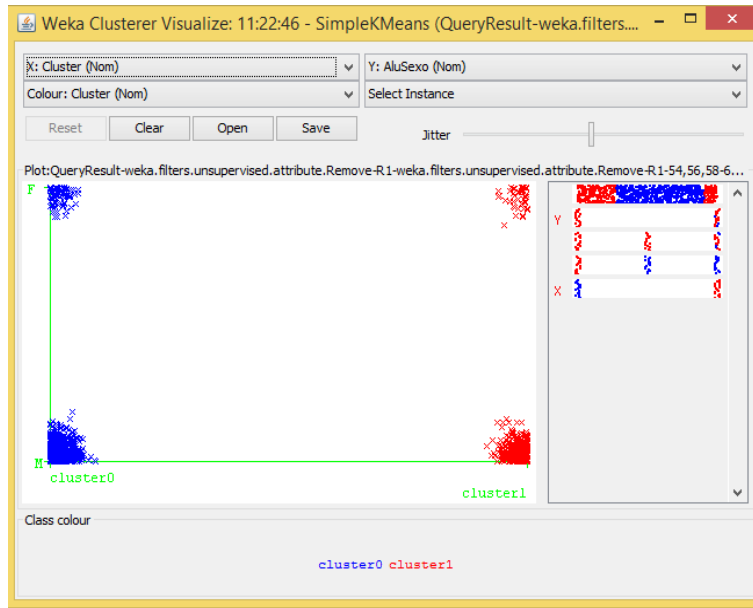 Weka Clusterer Visualize: 11:22:46 - SimpleKMeans (QueryResult-weka.filters....
X: Cluster (Nom) Y: AluSexo (Nom)
Colour: Cluster (Nom) Select Instance
Reset Clear Open Save Jitter
Plot:QueryResult-weka.filters.unsupervised.attribute.Remove-R1-weka.filters.unsupervised.attribute.Remove-R1-54,56,58-6...
F
Y
X
M
cluster0
cluster1
Class colour
cluster0 cluster1